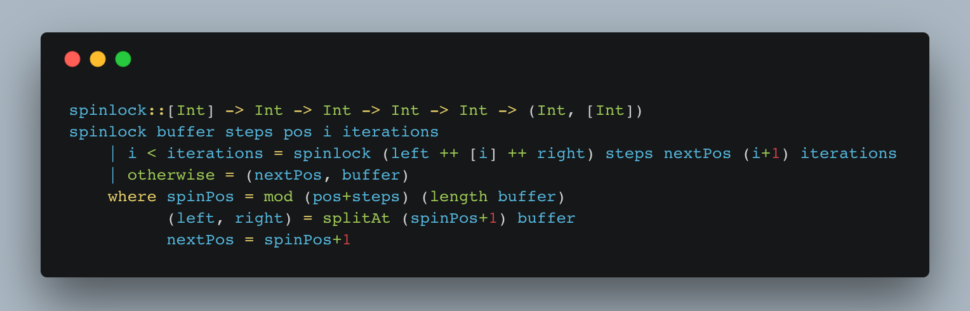 spinlock::[Int] -> Int -> Int -> Int -> Int -> (Int, [Int])
spinlock buffer steps pos i iterations
    | i < iterations = spinlock (left ++ [i] ++ right) steps nextPos (i+1) iterations
    | otherwise = (nextPos, buffer)
    where spinPos = mod (pos+steps) (length buffer)
          (left, right) = splitAt (spinPos+1) buffer
          nextPos = spinPos+1